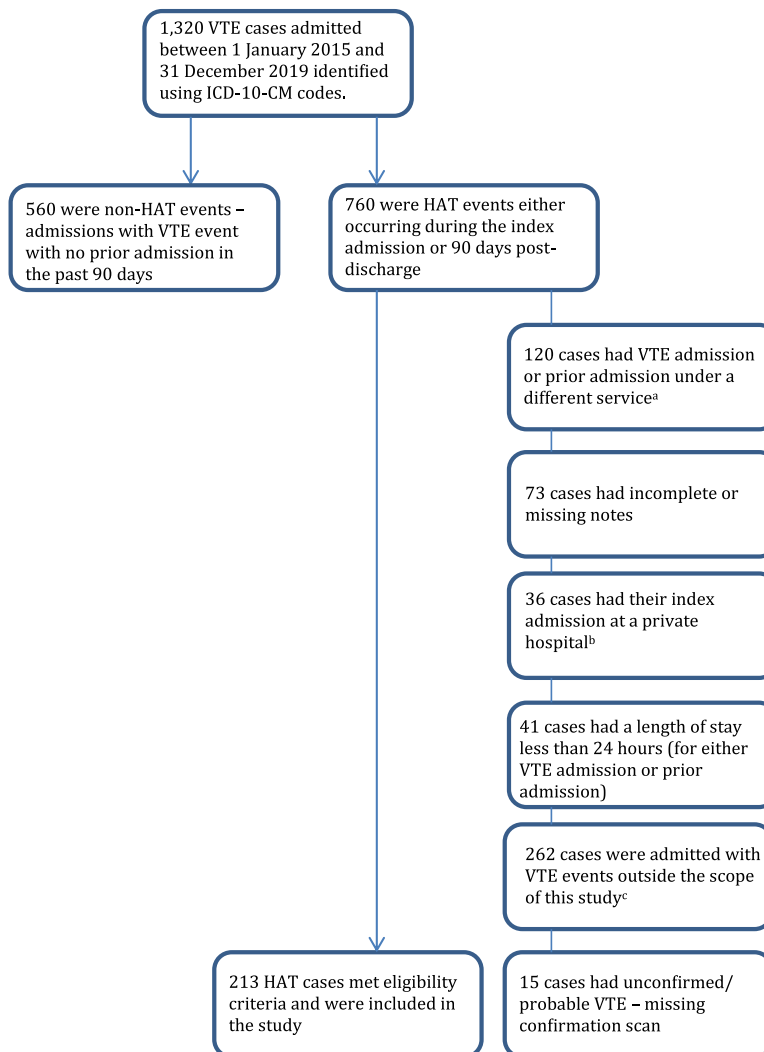 1,320 VTE cases admitted
between 1 January 2015 and
31 December 2019 identified
using ICD-10-CM codes.
560 were non-HAT events –
admissions with VTE event
with no prior admission in
the past 90 days
760 were HAT events either
occurring during the index
admission or 90 days post-
discharge
120 cases had VTE admission
or prior admission under a
different serviceᵃ
73 cases had incomplete or
missing notes
36 cases had their index
admission at a private
hospitalᵇ
41 cases had a length of stay
less than 24 hours (for either
VTE admission or prior
admission)
262 cases were admitted with
VTE events outside the scope
of this studyᶜ
213 HAT cases met eligibility
criteria and were included in
the study
15 cases had unconfirmed/
probable VTE – missing
confirmation scan